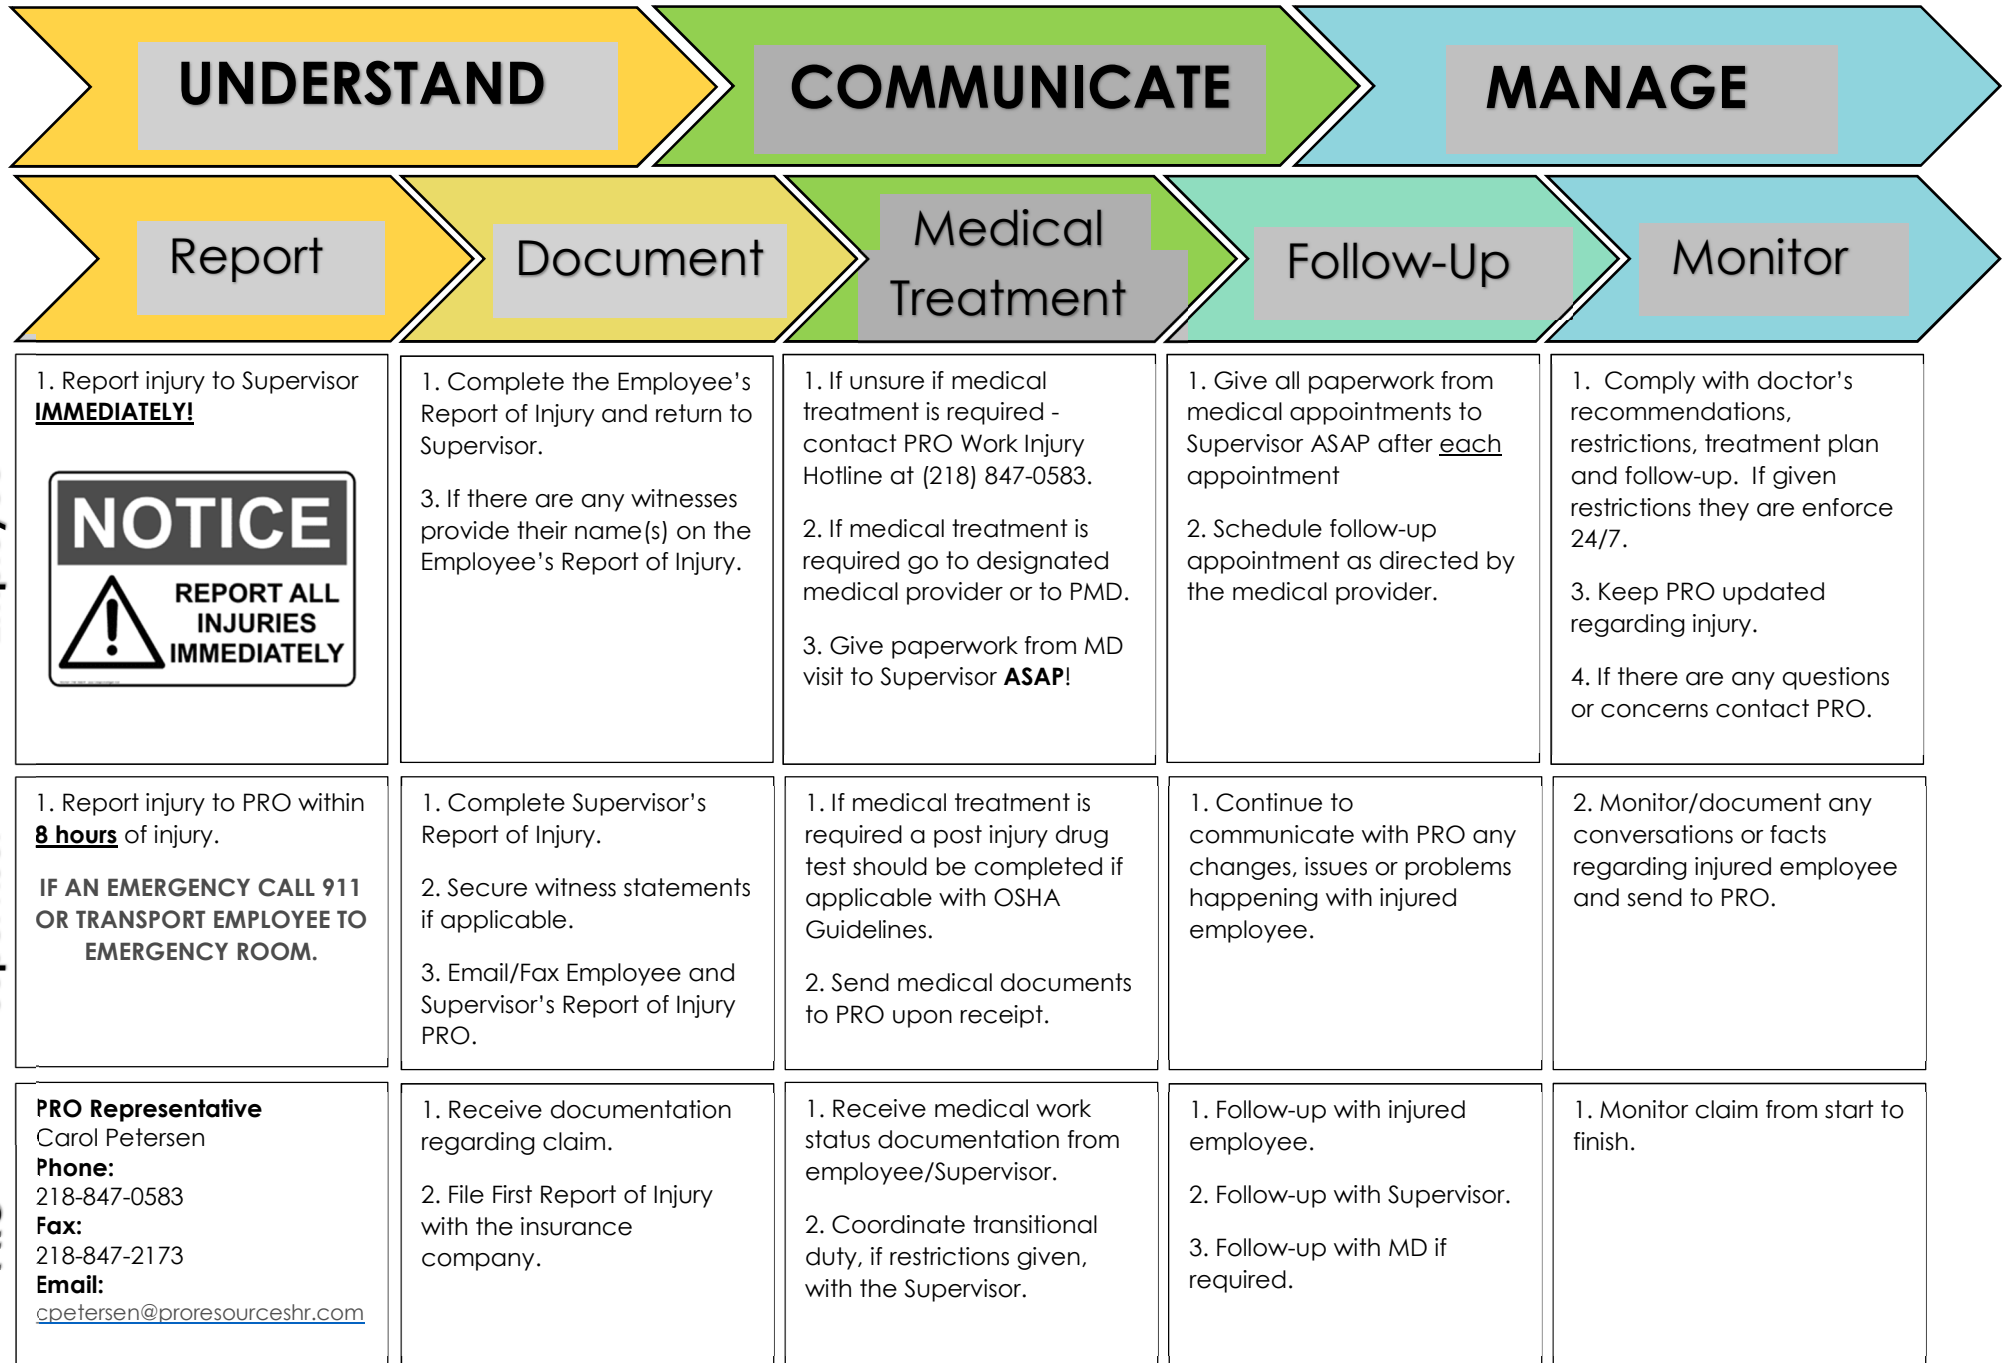 UNDERSTAND
COMMUNICATE
MANAGE
Report
Document
Medical
Treatment
Follow-Up
Monitor
1. Report injury to Supervisor
IMMEDIATELY!
NOTICE
REPORT ALL
INJURIES
IMMEDIATELY
1. Complete the Employee’s
Report of Injury and return to
Supervisor.
3. If there are any witnesses
provide their name(s) on the
Employee’s Report of Injury.
1. If unsure if medical
treatment is required -
contact PRO Work Injury
Hotline at (218) 847-0583.
2. If medical treatment is
required go to designated
medical provider or to PMD.
3. Give paperwork from MD
visit to Supervisor ASAP!
1. Give all paperwork from
medical appointments to
Supervisor ASAP after each
appointment
2. Schedule follow-up
appointment as directed by
the medical provider.
1. Comply with doctor’s
recommendations,
restrictions, treatment plan
and follow-up. If given
restrictions they are enforce
24/7.
3. Keep PRO updated
regarding injury.
4. If there are any questions
or concerns contact PRO.
1. Report injury to PRO within
8 hours of injury.
IF AN EMERGENCY CALL 911
OR TRANSPORT EMPLOYEE TO
EMERGENCY ROOM.
1. Complete Supervisor’s
Report of Injury.
2. Secure witness statements
if applicable.
3. Email/Fax Employee and
Supervisor’s Report of Injury
PRO.
1. If medical treatment is
required a post injury drug
test should be completed if
applicable with OSHA
Guidelines.
2. Send medical documents
to PRO upon receipt.
1. Continue to
communicate with PRO any
changes, issues or problems
happening with injured
employee.
2. Monitor/document any
conversations or facts
regarding injured employee
and send to PRO.
PRO Representative
Carol Petersen
Phone:
218-847-0583
Fax:
218-847-2173
Email:
cpetersen@proresourceshr.com
1. Receive documentation
regarding claim.
2. File First Report of Injury
with the insurance
company.
1. Receive medical work
status documentation from
employee/Supervisor.
2. Coordinate transitional
duty, if restrictions given,
with the Supervisor.
1. Follow-up with injured
employee.
2. Follow-up with Supervisor.
3. Follow-up with MD if
required.
1. Monitor claim from start to
finish.